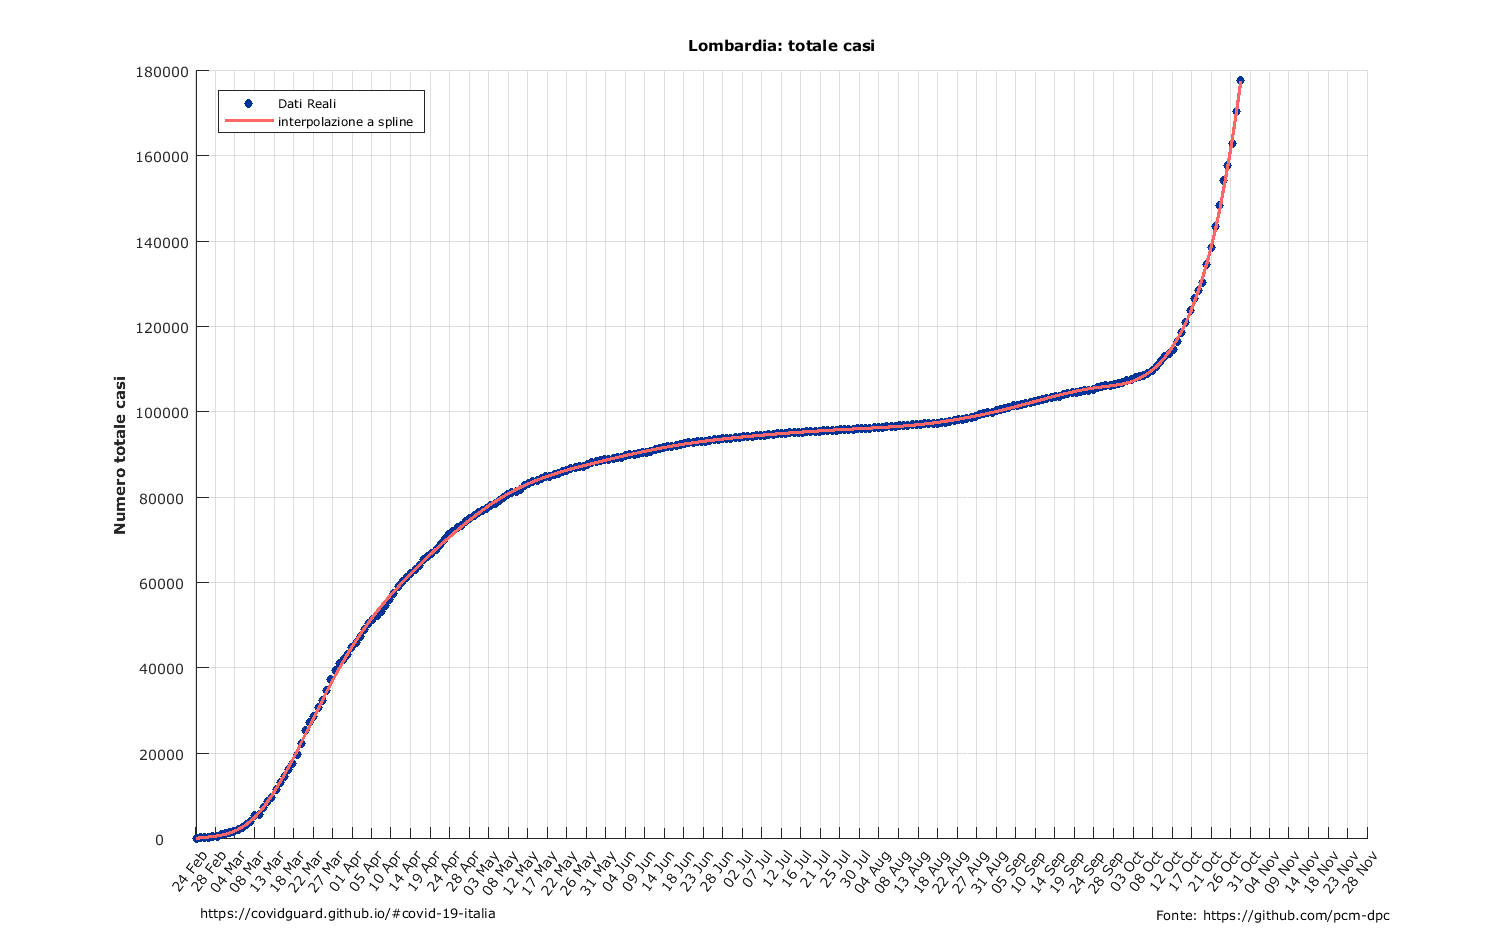 Lombardia: totale casi
180000
160000
140000
120000
100000
80000
60000
40000
20000
0
Numero totale casi
Dati Reali
interpolazione a spline
24 Feb
28 Feb
04 Mar
08 Mar
13 Mar
18 Mar
22 Mar
27 Mar
01 Apr
05 Apr
10 Apr
14 Apr
19 Apr
24 Apr
28 Apr
03 May
08 May
12 May
17 May
22 May
26 May
31 May
04 Jun
09 Jun
14 Jun
18 Jun
23 Jun
28 Jun
02 Jul
07 Jul
12 Jul
16 Jul
21 Jul
25 Jul
30 Jul
04 Aug
08 Aug
13 Aug
18 Aug
22 Aug
27 Aug
31 Aug
05 Sep
10 Sep
14 Sep
19 Sep
24 Sep
28 Sep
03 Oct
08 Oct
12 Oct
17 Oct
21 Oct
26 Oct
31 Oct
04 Nov
09 Nov
14 Nov
18 Nov
23 Nov
28 Nov
https://covidguard.github.io/#covid-19-italia
Fonte: https://github.com/pcm-dpc